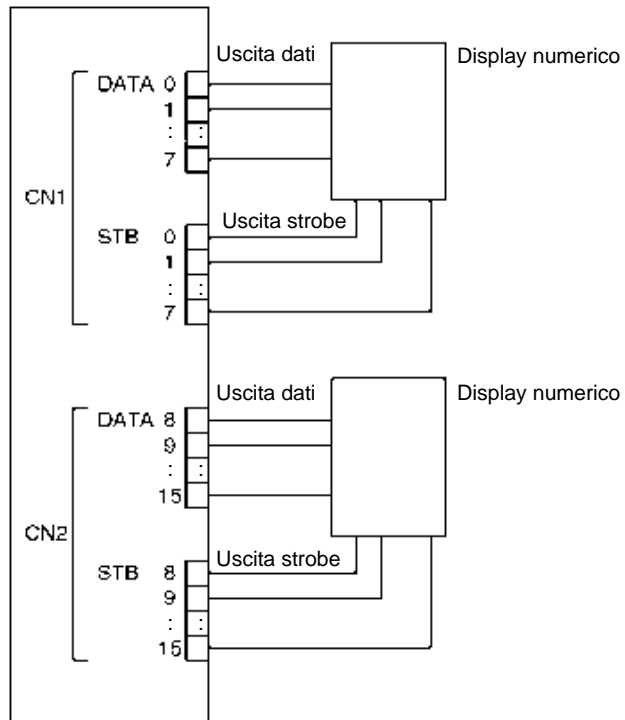 Uscita dati
Display numerico
DATA 0
1
: :
7
CN1
Uscita strobe
STB 0
1
: :
7
Uscita dati
Display numerico
DATA 8
9
: :
15
CN2
Uscita strobe
STB 8
9
: :
15